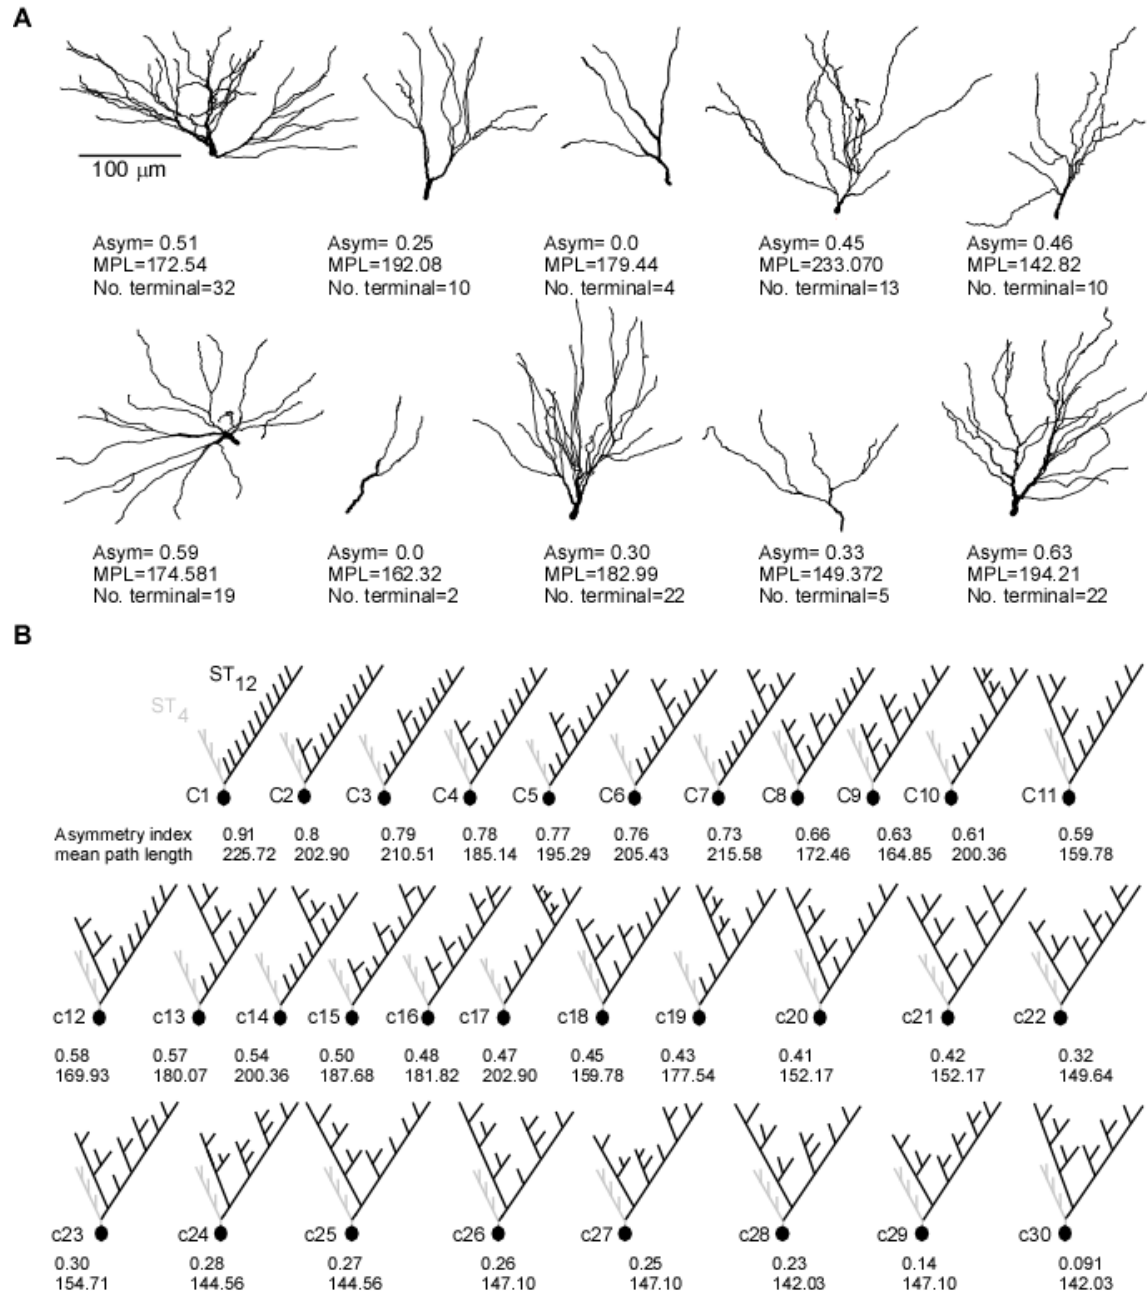 A
100 μm
Asym= 0.51 Asym= 0.25 Asym= 0.0 Asym= 0.45 Asym= 0.46
MPL=172.54 MPL=192.08 MPL=179.44 MPL=233.070 MPL=142.82
No. terminal=32 No. terminal=10 No. terminal=4 No. terminal=13 No. terminal=10
Asym= 0.59 Asym= 0.0 Asym= 0.30 Asym= 0.33 Asym= 0.63
MPL=174.581 MPL=162.32 MPL=182.99 MPL=149.372 MPL=194.21
No. terminal=19 No. terminal=2 No. terminal=22 No. terminal=5 No. terminal=22
B
ST12
ST4
C1 C2 C3 C4 C5 C6 C7 C8 C9 C10 C11
Asymmetry index 0.91 0.8 0.79 0.78 0.77 0.76 0.73 0.66 0.63 0.61 0.59
mean path length 225.72 202.90 210.51 185.14 195.29 205.43 215.58 172.46 164.85 200.36 159.78
c12 c13 c14 c15 c16 c17 c18 c19 c20 c21 c22
0.58 0.57 0.54 0.50 0.48 0.47 0.45 0.43 0.41 0.42 0.32
169.93 180.07 200.36 187.68 181.82 202.90 159.78 177.54 152.17 152.17 149.64
c23 c24 c25 c26 c27 c28 c29 c30
0.30 0.28 0.27 0.26 0.25 0.23 0.14 0.091
154.71 144.56 144.56 147.10 147.10 142.03 147.10 142.03